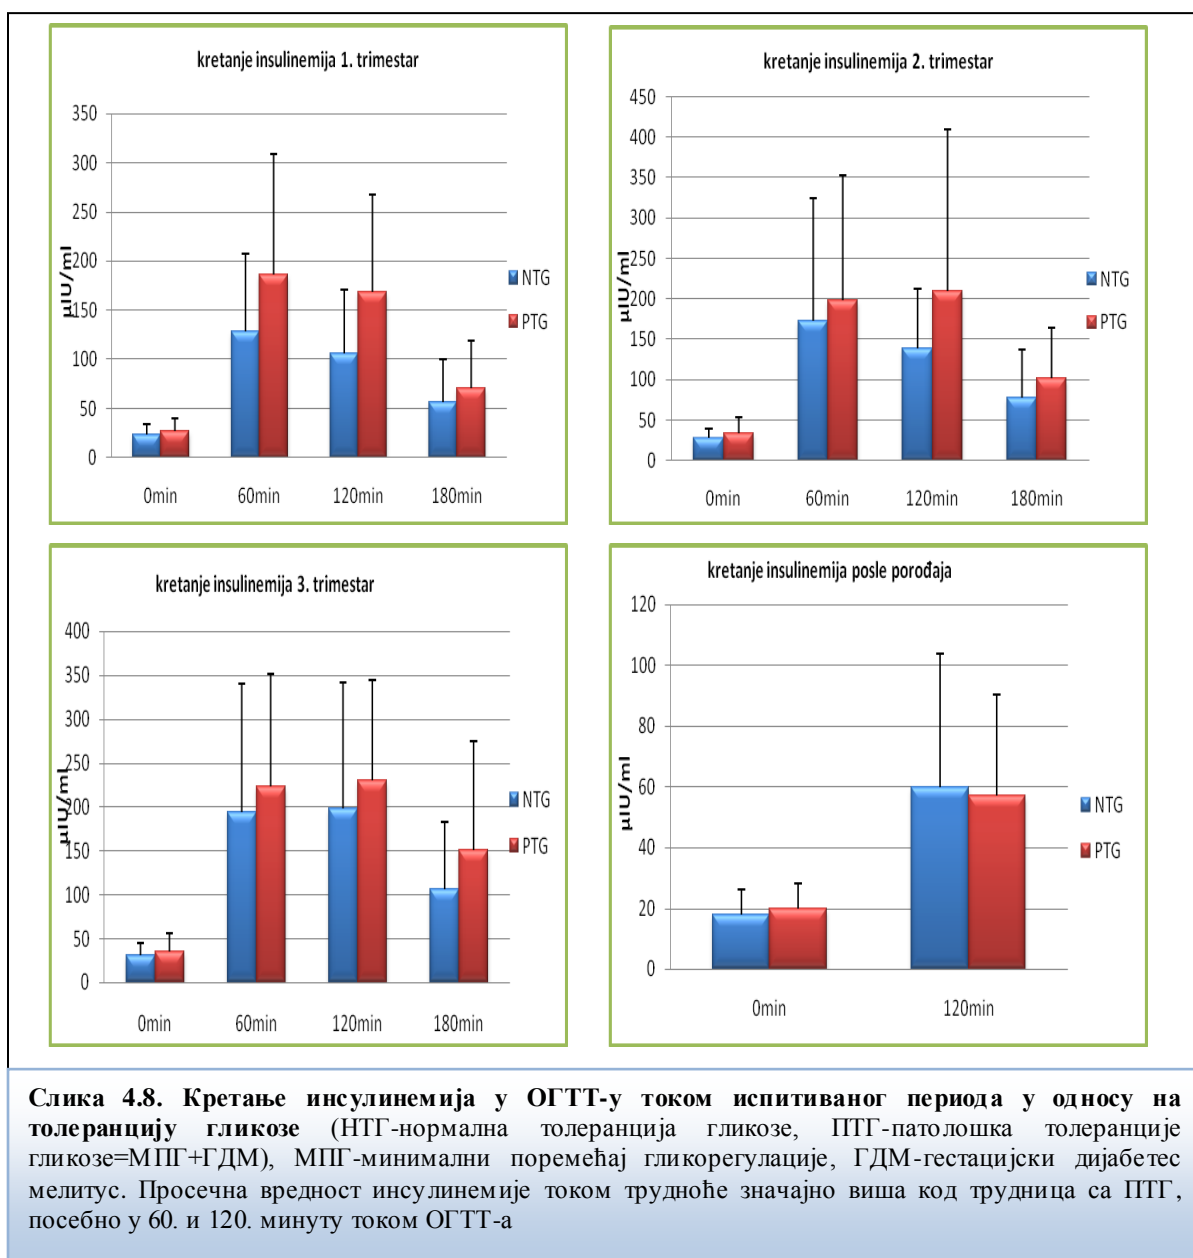 kretanje insulinemija 1. trimestar
350
300
250
200
150
100
50
0
µIU/ml
0min 60min 120min 180min
NTG
PTG
kretanje insulinemija 2. trimestar
450
400
350
300
250
200
150
100
50
0
µIU/ml
0min 60min 120min 180min
NTG
PTG
kretanje insulinemija 3. trimestar
400
350
300
250
200
150
100
50
0
µIU/ml
0min 60min 120min 180min
NTG
PTG
kretanje insulinemija posle porođaja
120
100
80
60
40
20
0
µIU/ml
0min 120min
NTG
PTG
Слика 4.8. Кретање инсулинемија у ОГТТ-у током испитиваног периода у односу на
толеранцију гликозе (НТГ-нормална толеранција гликозе, ПТГ-патолошка толеранције
гликозе=МПГ+ГДМ), МПГ-минимални поремећај гликорегулације, ГДМ-гестацијски дијабетес
мелитус. Просечна вредност инсулинемије током трудноће значајно виша код трудница са ПТГ,
посебно у 60. и 120. минуту током ОГТТ-а